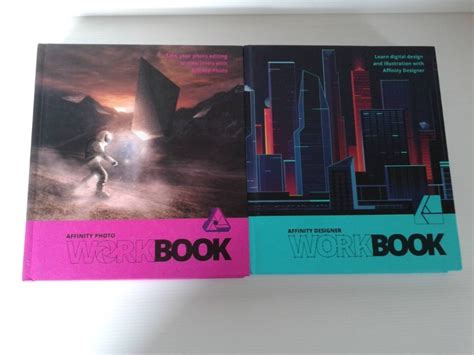 Take your photo editing
to new levels with
Affinity Photo
AFFINITY PHOTO
WORKBOOK
Learn digital design
and illustration with
Affinity Designer
AFFINITY DESIGNER
WORKBOOK